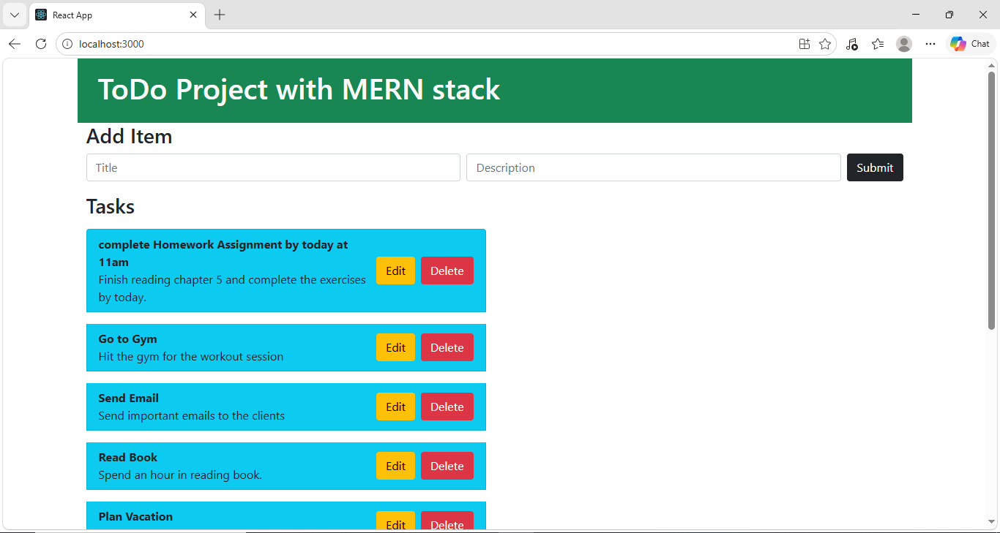 React App
localhost:3000
Chat
ToDo Project with MERN stack
Add Item
Title
Description
Submit
Tasks
complete Homework Assignment by today at
11am
Finish reading chapter 5 and complete the exercises
by today.
Edit
Delete
Go to Gym
Hit the gym for the workout session
Edit
Delete
Send Email
Send important emails to the clients
Edit
Delete
Read Book
Spend an hour in reading book.
Edit
Delete
Plan Vacation
Edit
Delete